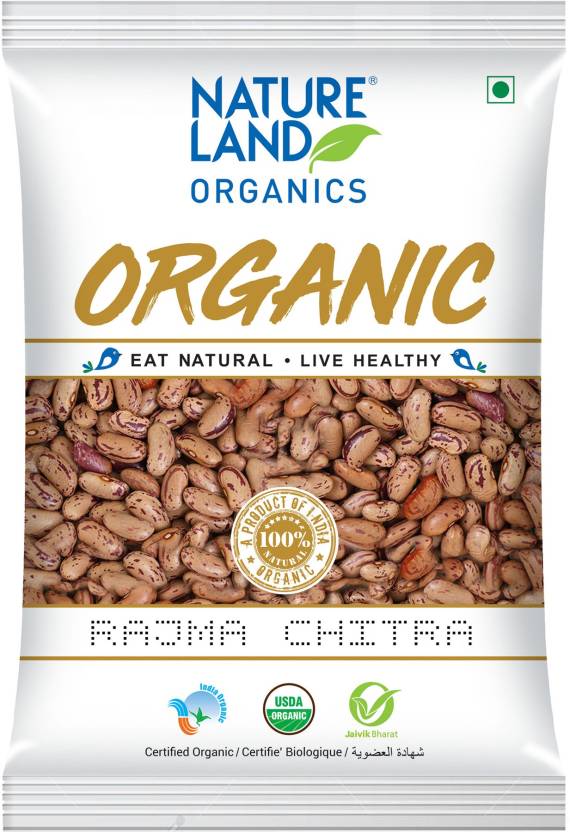 NATURE®
LAND
ORGANICS
ORGANIC
EAT NATURAL • LIVE HEALTHY
A PRODUCT OF INDIA
100%
NATURAL
ORGANIC
RAJMA CHITRA
India Organic
USDA
ORGANIC
Jaivik Bharat
Certified Organic / Certifie' Biologique / شهادة العضوية